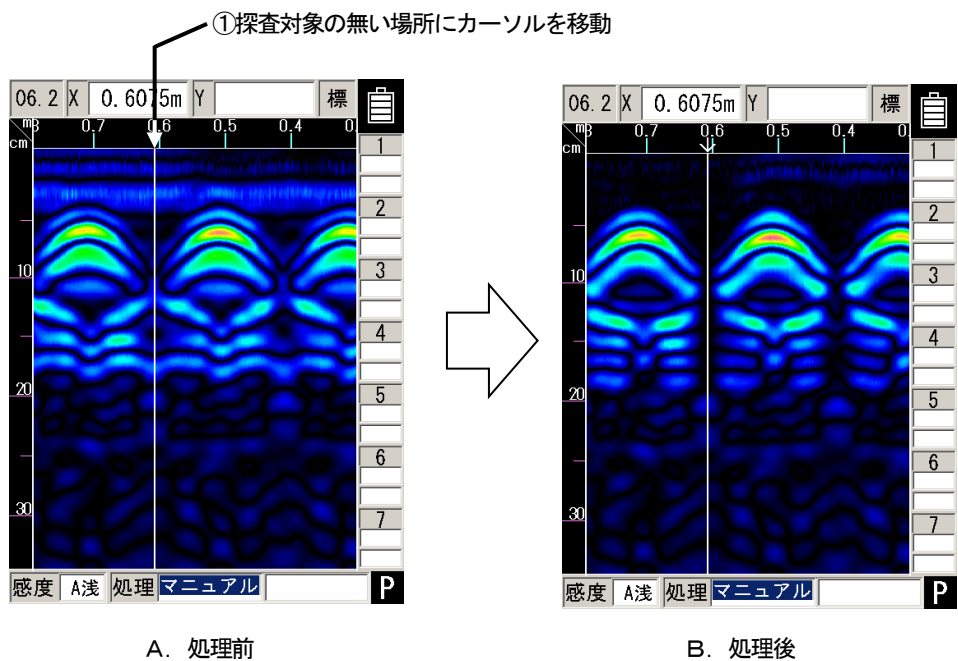 ①探査対象の無い場所にカーソルを移動
06.2 X 0.6075m Y 標
m 0.7 0.6 0.5 0.4 0.
cm
1
2
10 3
4
20 5
6
30 7
感度 A浅 処理 マニュアル P
A. 処理前
06.2 X 0.6075m Y 標
m 0.7 0.6 0.5 0.4 0.
cm
1
2
10 3
4
20 5
6
30 7
感度 A浅 処理 マニュアル P
B. 処理後